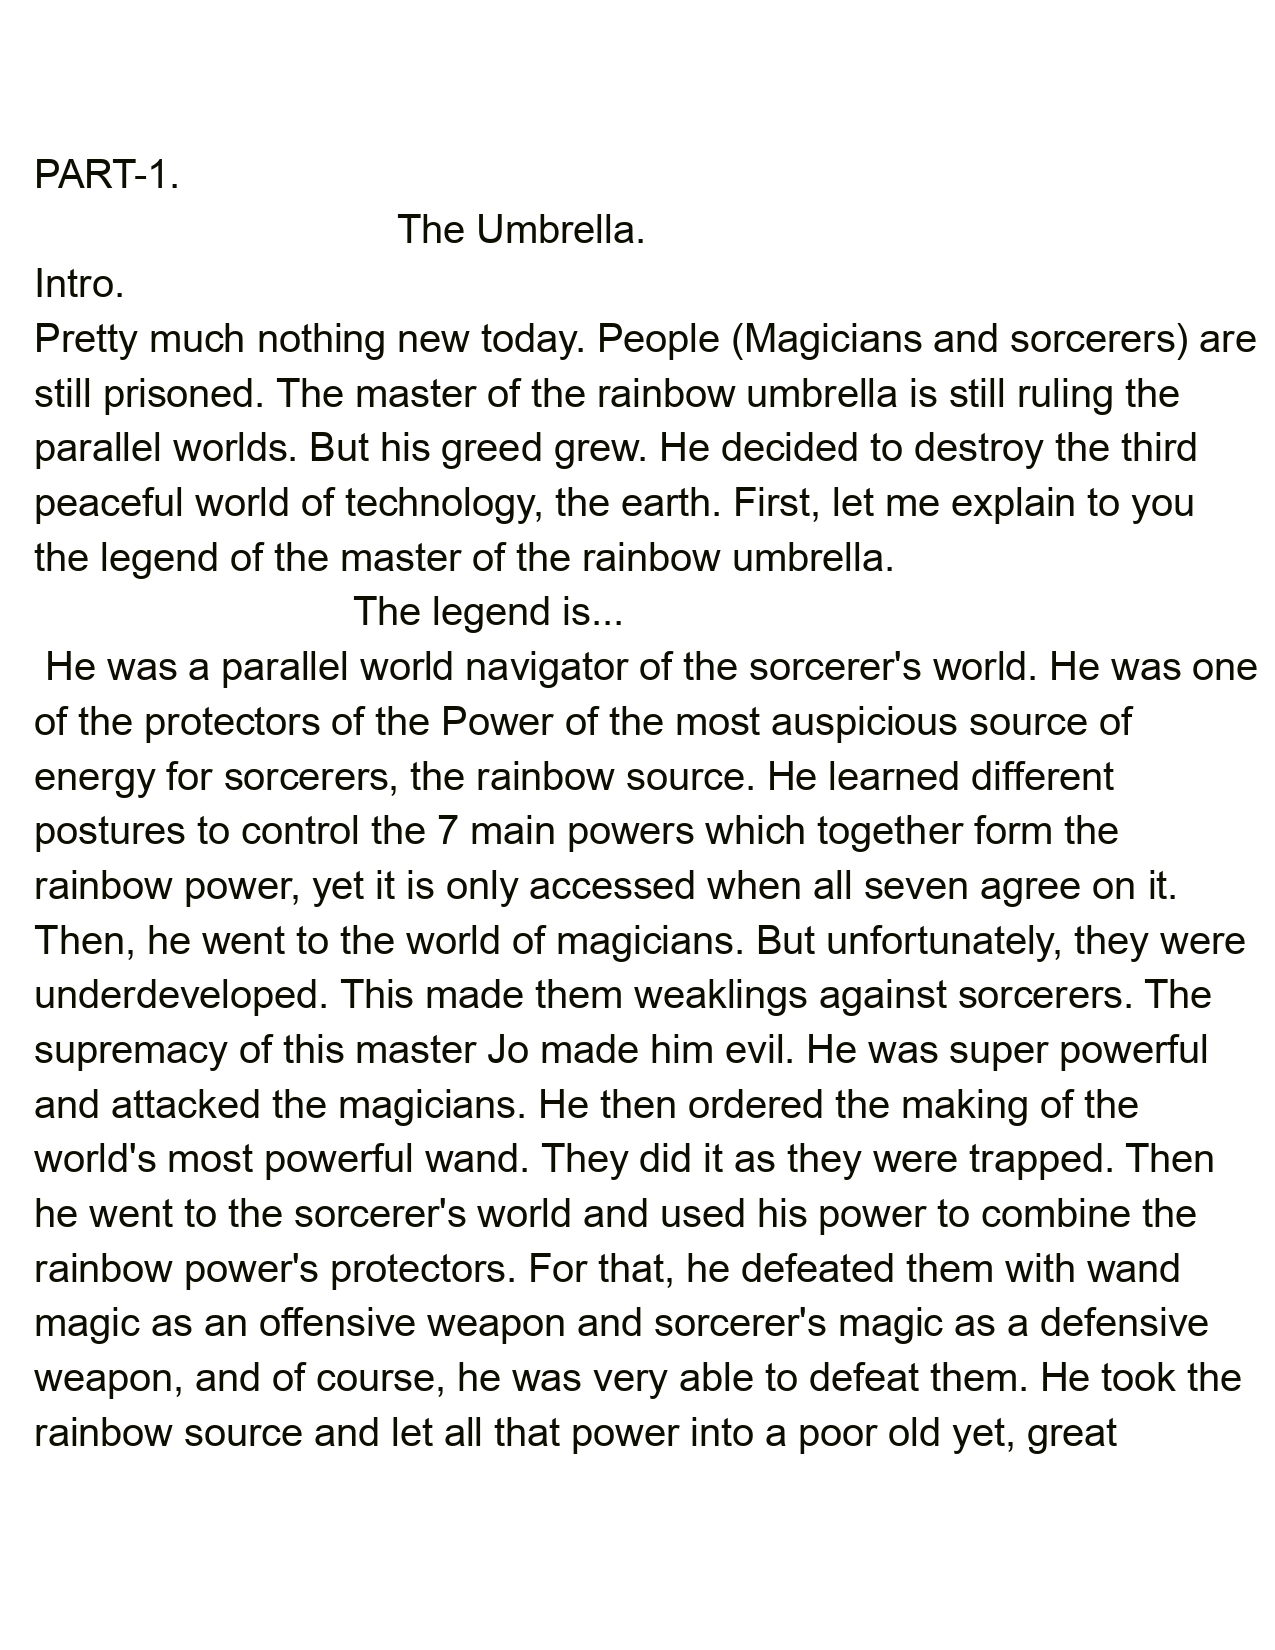 PART-1.
The Umbrella.
Intro.
Pretty much nothing new today. People (Magicians and sorcerers) are
still prisoned. The master of the rainbow umbrella is still ruling the
parallel worlds. But his greed grew. He decided to destroy the third
peaceful world of technology, the earth. First, let me explain to you
the legend of the master of the rainbow umbrella.
The legend is...
He was a parallel world navigator of the sorcerer's world. He was one
of the protectors of the Power of the most auspicious source of
energy for sorcerers, the rainbow source. He learned different
postures to control the 7 main powers which together form the
rainbow power, yet it is only accessed when all seven agree on it.
Then, he went to the world of magicians. But unfortunately, they were
underdeveloped. This made them weaklings against sorcerers. The
supremacy of this master Jo made him evil. He was super powerful
and attacked the magicians. He then ordered the making of the
world's most powerful wand. They did it as they were trapped. Then
he went to the sorcerer's world and used his power to combine the
rainbow power's protectors. For that, he defeated them with wand
magic as an offensive weapon and sorcerer's magic as a defensive
weapon, and of course, he was very able to defeat them. He took the
rainbow source and let all that power into a poor old yet, great